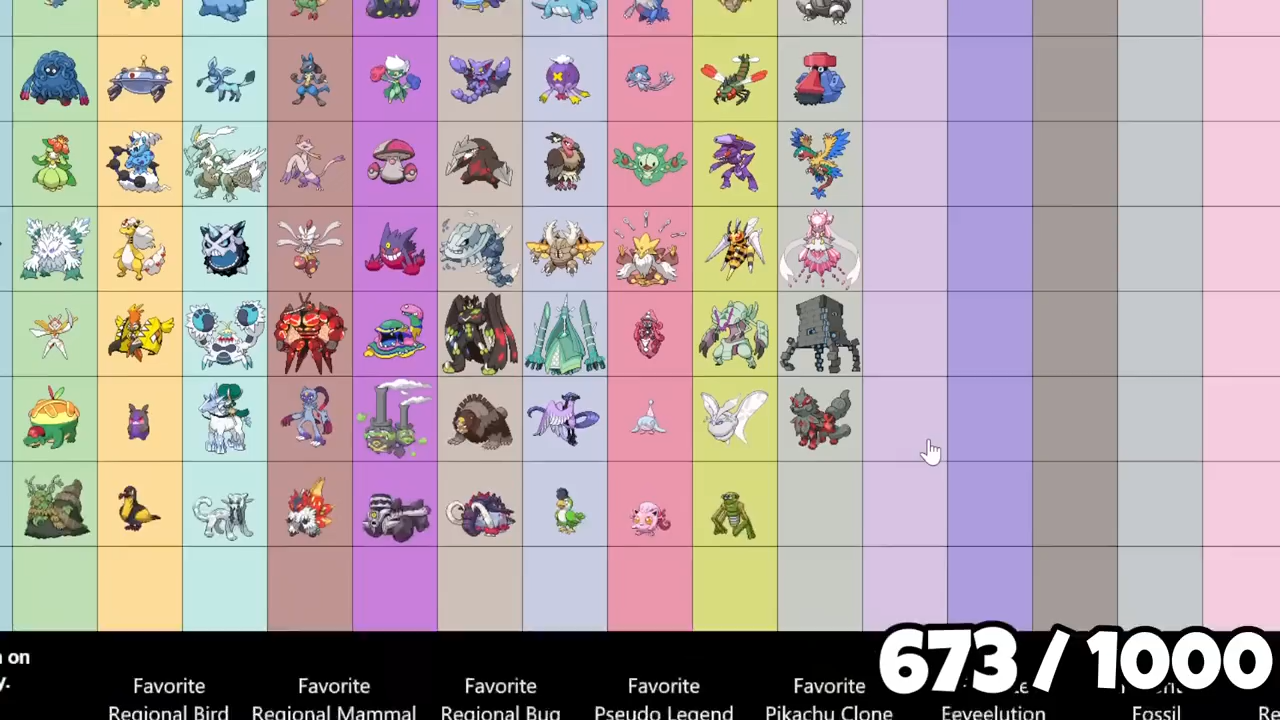 on
y.
673 / 1000
Favorite
Regional Bird
Favorite
Regional Mammal
Favorite
Regional Bug
Favorite
Pseudo Legend
Favorite
Pikachu Clone
Eeveelution
Fossil
Re